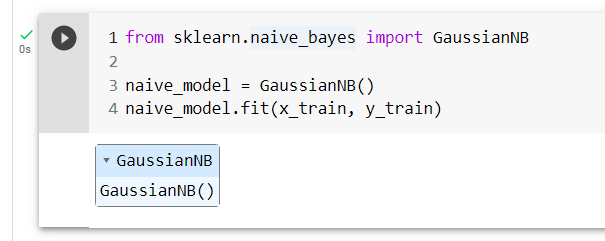 0s
1 from sklearn.naive_bayes import GaussianNB
2
3 naive_model = GaussianNB()
4 naive_model.fit(x_train, y_train)
▾ GaussianNB
GaussianNB()